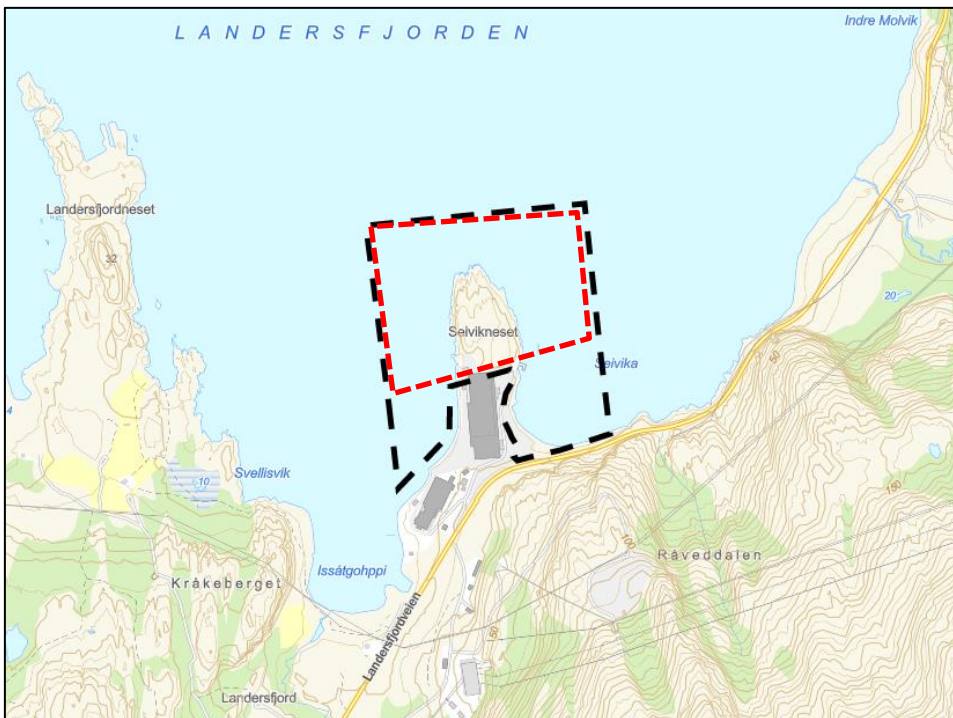 Indre Molvik
LANDERSFJORDEN
Landersfjordneset
32
20
Seivikneset
Seivika
50
4
Svellisvik
10
150
100
Råveddalen
Issátgohppi
Kråkeberget
Landersfjordveien
50
Landersfjord